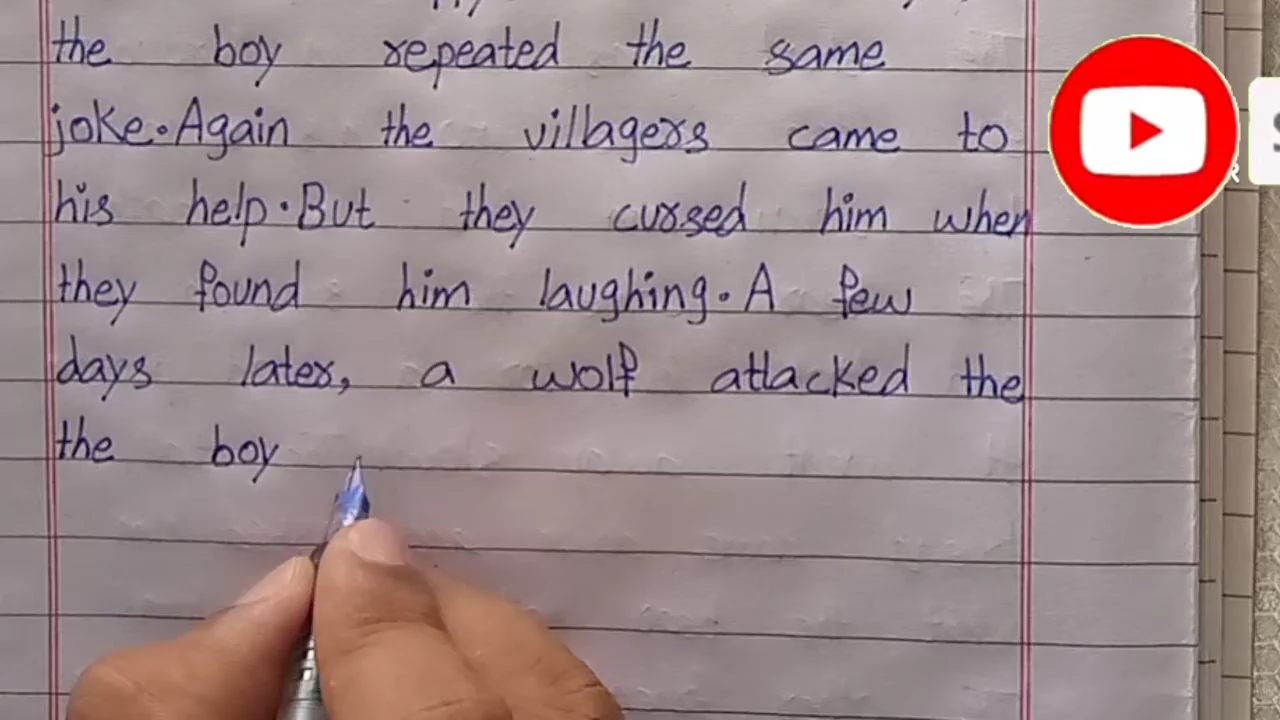 the boy repeated the same
joke. Again the villagers came to
his help. But they cursed him when
they found him laughing. A few
days later, a wolf attacked the
the boy